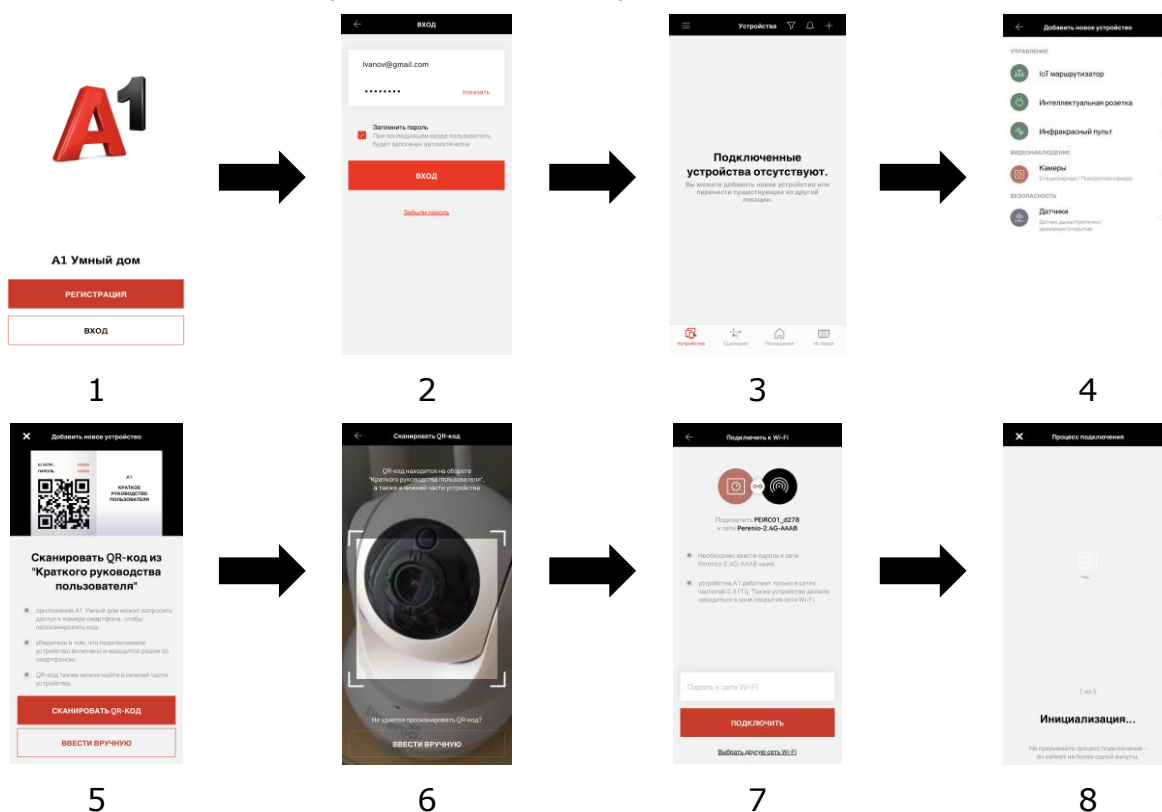 A1
А1 Умный дом
РЕГИСТРАЦИЯ
ВХОД
1
ВХОД
Ivanov@gmail.com
показать
Запомнить пароль
При последующем входе пользователь
будет залогинен автоматически
ВХОД
Забыли пароль
2
Устройства
Подключенные
устройства отсутствуют.
Вы можете добавить новое устройство или
перенести существующее из другой
локации.
Устройства
Сценарии
Помещения
История
3
Добавить новое устройство
УПРАВЛЕНИЕ
IoT маршрутизатор
Интеллектуальная розетка
Инфракрасный пульт
ВИДЕОНАБЛЮДЕНИЕ
Камеры
Стационарная / Поворотная камера
БЕЗОПАСНОСТЬ
Датчики
Датчик дыма/протечки/
движения/открытия
4
Добавить новое устройство
ПАРОЛЬ:
А1
КРАТКОЕ
РУКОВОДСТВО
ПОЛЬЗОВАТЕЛЯ
Сканировать QR-код из
"Краткого руководства
пользователя"
приложение А1 Умный дом может запросить
доступ к камере смартфона, чтобы
просканировать код;
убедитесь в том, что подключаемое
устройство включено и находится рядом со
смартфоном;
QR-код также можно найти в нижней части
устройства.
СКАНИРОВАТЬ QR-КОД
ВВЕСТИ ВРУЧНУЮ
5
Сканировать QR-код
QR-код находится на обороте
"Краткого руководства пользователя",
а также в нижней части устройства
Не удается просканировать QR-код?
ВВЕСТИ ВРУЧНУЮ
6
Подключить к Wi-Fi
Подключить PEIRC01_d278
к сети Perenio-2.4G-AAAB
Необходимо ввести пароль к сети
Perenio-2.4G-AAAB ниже.
устройства А1 работают только в сетях
частотой 2.4 ГГц. Также устройство должно
находиться в зоне покрытия сети Wi-Fi.
Пароль к сети Wi-Fi
ПОДКЛЮЧИТЬ
Выбрать другую сеть Wi-Fi
7
Процесс подключения
1 из 5
Инициализация...
Не прерывайте процесс подключения -
он займет не более одной минуты.
8